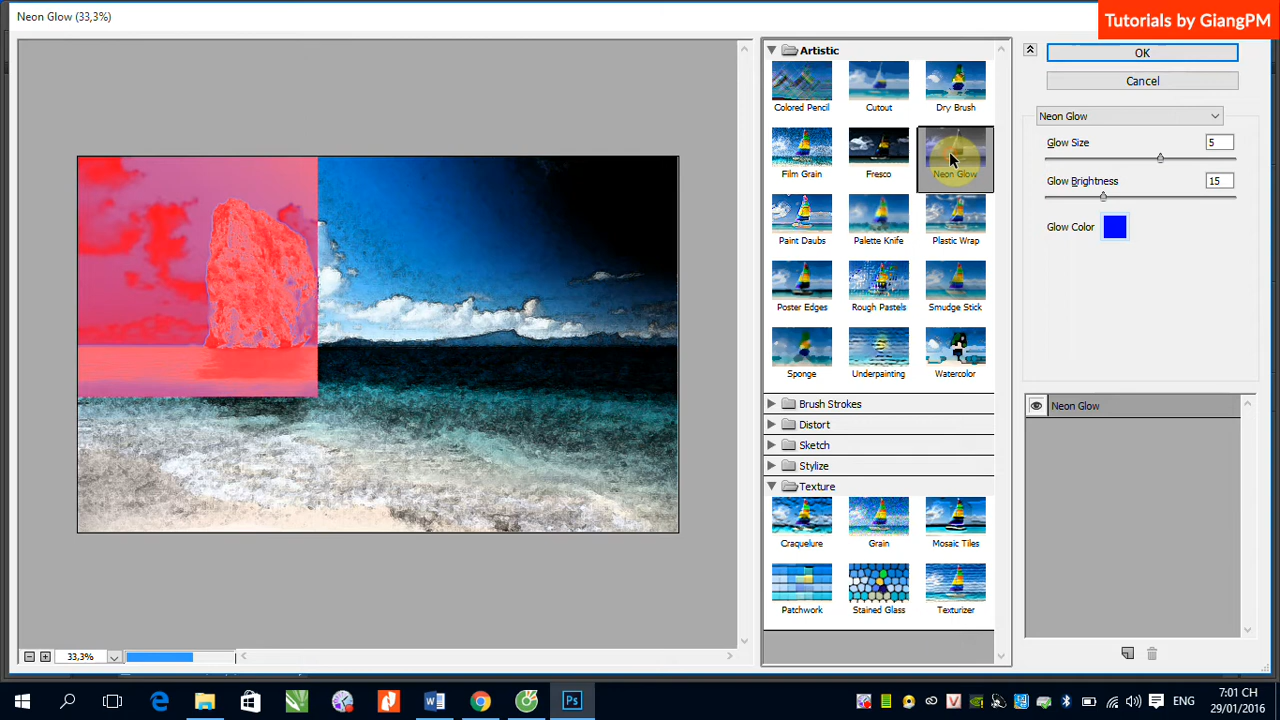 Neon Glow (33,3%)
Tutorials by GiangPM
Artistic
Colored Pencil
Cutout
Dry Brush
Film Grain
Fresco
Neon Glow
Paint Daubs
Palette Knife
Plastic Wrap
Poster Edges
Rough Pastels
Smudge Stick
Sponge
Underpainting
Watercolor
Brush Strokes
Distort
Sketch
Stylize
Texture
Craquelure
Grain
Mosaic Tiles
Patchwork
Stained Glass
Texturizer
OK
Cancel
Neon Glow
Glow Size
5
Glow Brightness
15
Glow Color
Neon Glow
33,3%
Ps
ENG
7:01 CH
29/01/2016